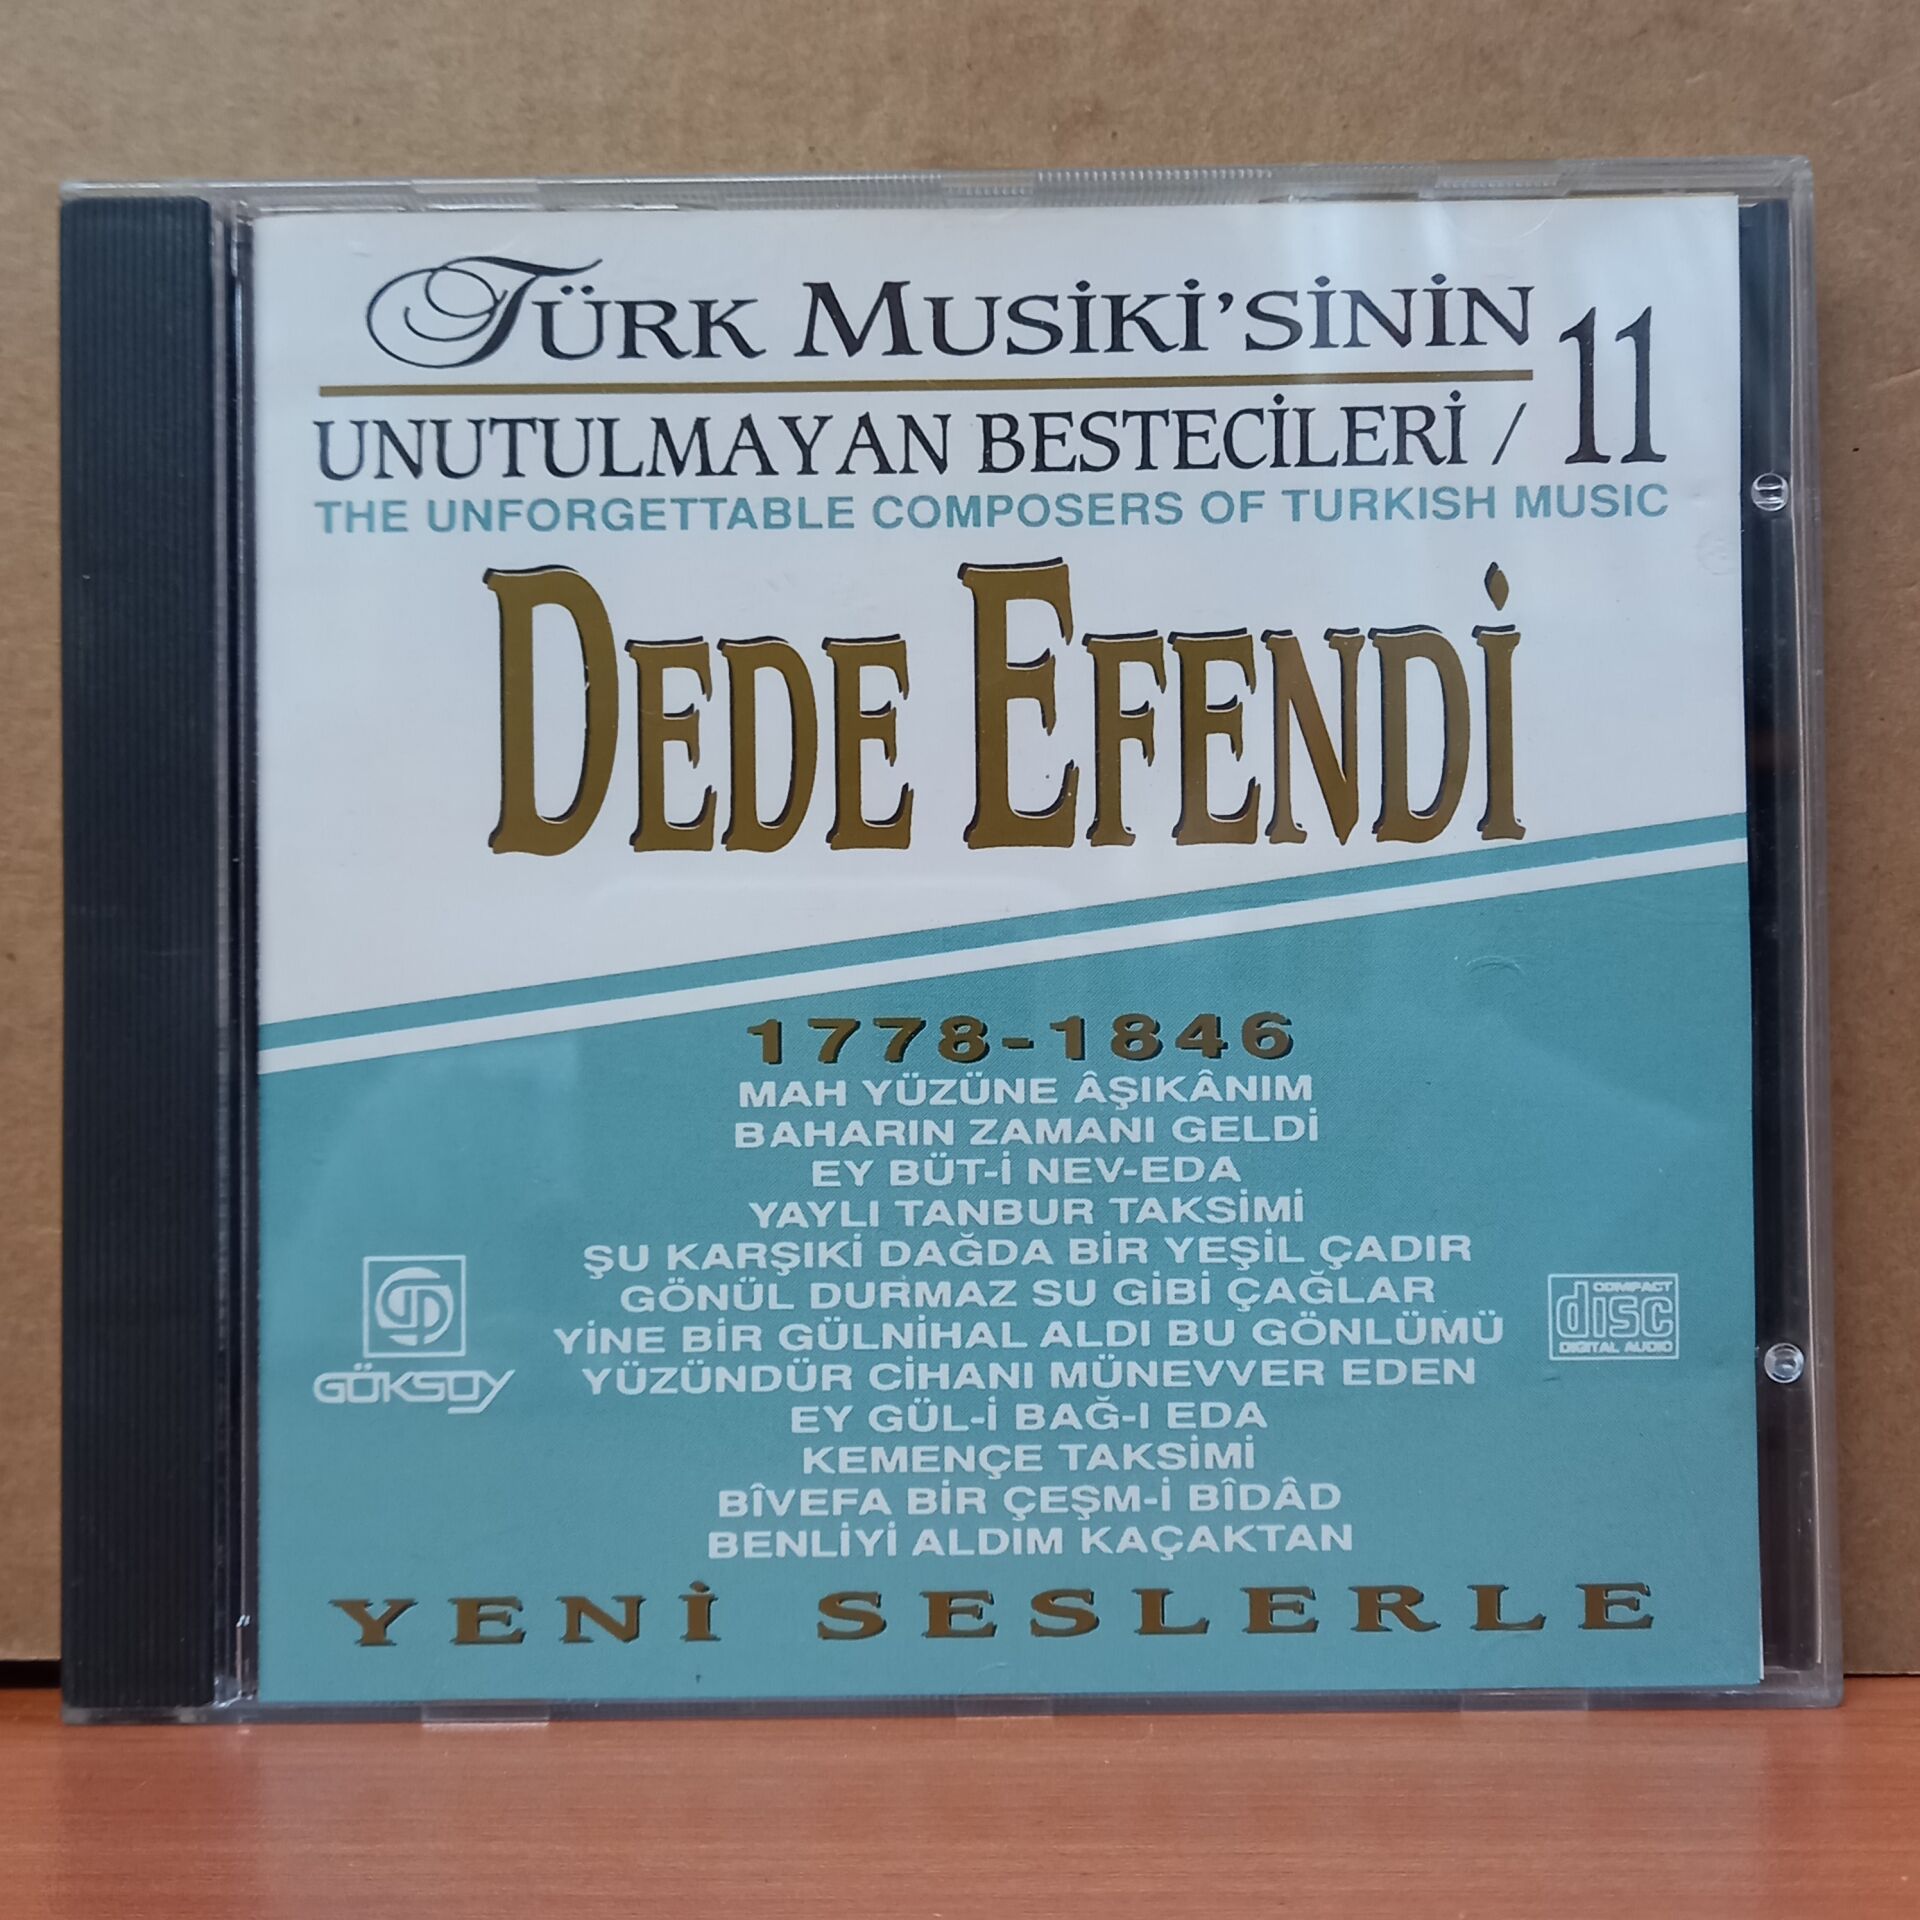 TÜRK MUSİKİ'SİNİN
UNUTULMAYAN BESTECİLERİ / 11
THE UNFORGETTABLE COMPOSERS OF TURKISH MUSIC
DEDE EFENDİ
1778-1846
MAH YÜZÜNE ÂŞIKÂNIM
BAHARIN ZAMANI GELDİ
EY BÜT-İ NEV-EDA
YAYLI TANBUR TAKSİMİ
ŞU KARŞIKİ DAĞDA BİR YEŞİL ÇADIR
GÖNÜL DURMAZ SU GİBİ ÇAĞLAR
YİNE BİR GÜLNİHAL ALDI BU GÖNLÜMÜ
YÜZÜNDÜR CİHANI MÜNEVVER EDEN
EY GÜL-İ BAĞ-I EDA
KEMENÇE TAKSİMİ
BÎVEFA BİR ÇEŞM-İ BÎDÂD
BENLİYİ ALDIM KAÇAKTAN
GÖKSOY
COMPACT
disc
DIGITAL AUDIO
YENİ SESLERLE